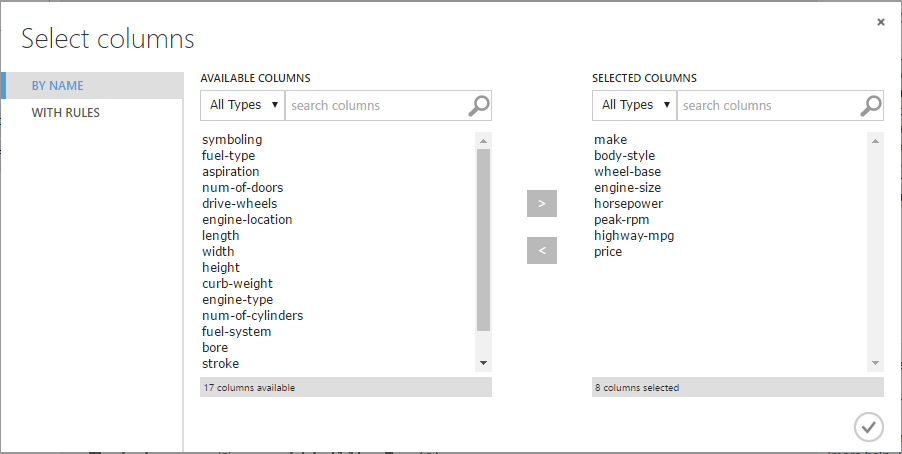 Select columns
×
BY NAME
WITH RULES
AVAILABLE COLUMNS
All Types
search columns
symboling
fuel-type
aspiration
num-of-doors
drive-wheels
engine-location
length
width
height
curb-weight
engine-type
num-of-cylinders
fuel-system
bore
stroke
17 columns available
>
<
SELECTED COLUMNS
All Types
search columns
make
body-style
wheel-base
engine-size
horsepower
peak-rpm
highway-mpg
price
8 columns selected